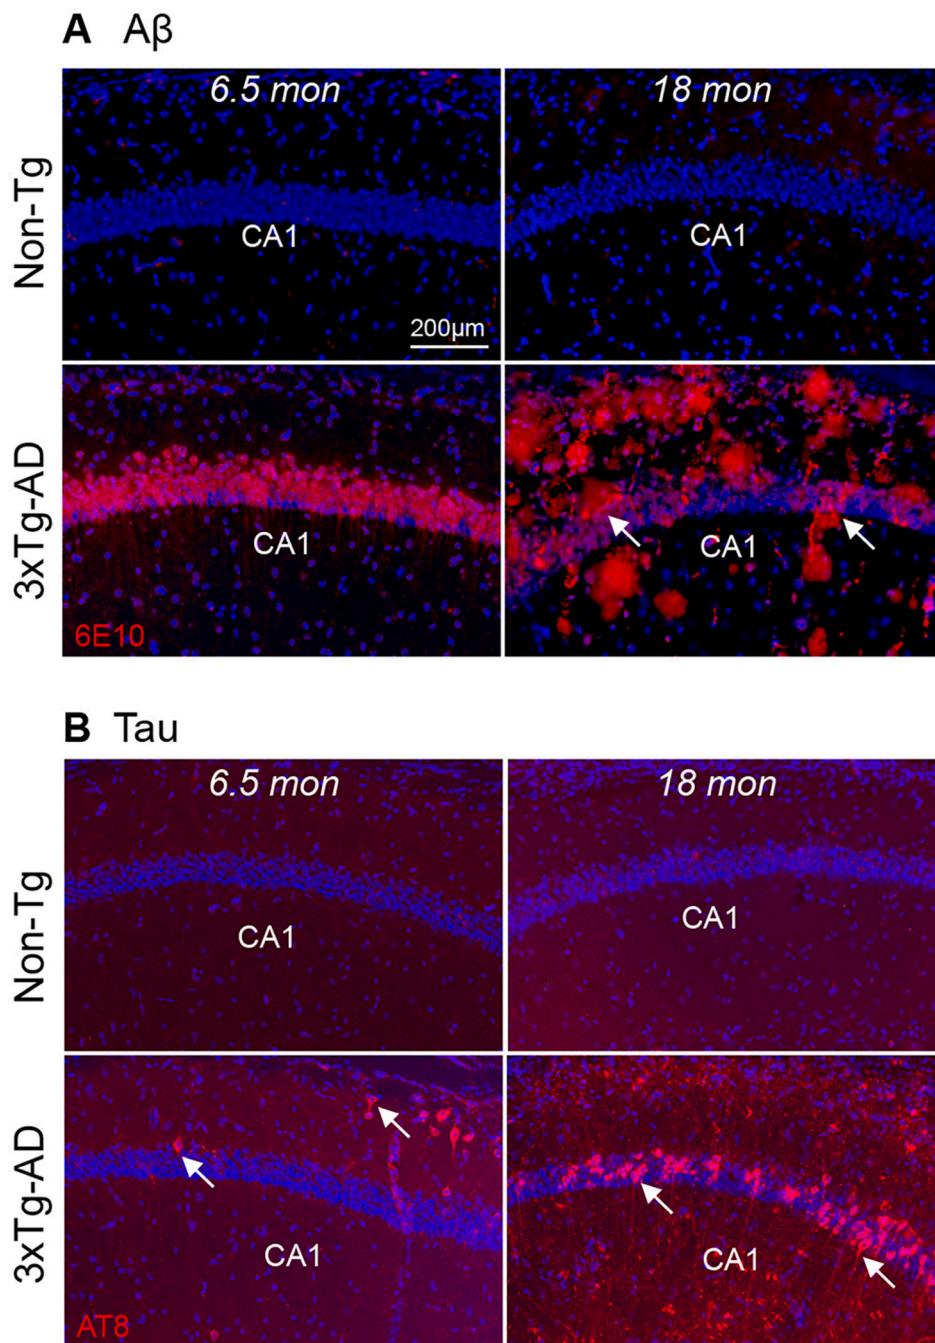 A Aβ
6.5 mon
18 mon
Non-Tg
CA1
CA1
200μm
3xTg-AD
CA1
CA1
6E10
B Tau
6.5 mon
18 mon
Non-Tg
CA1
CA1
3xTg-AD
CA1
CA1
AT8